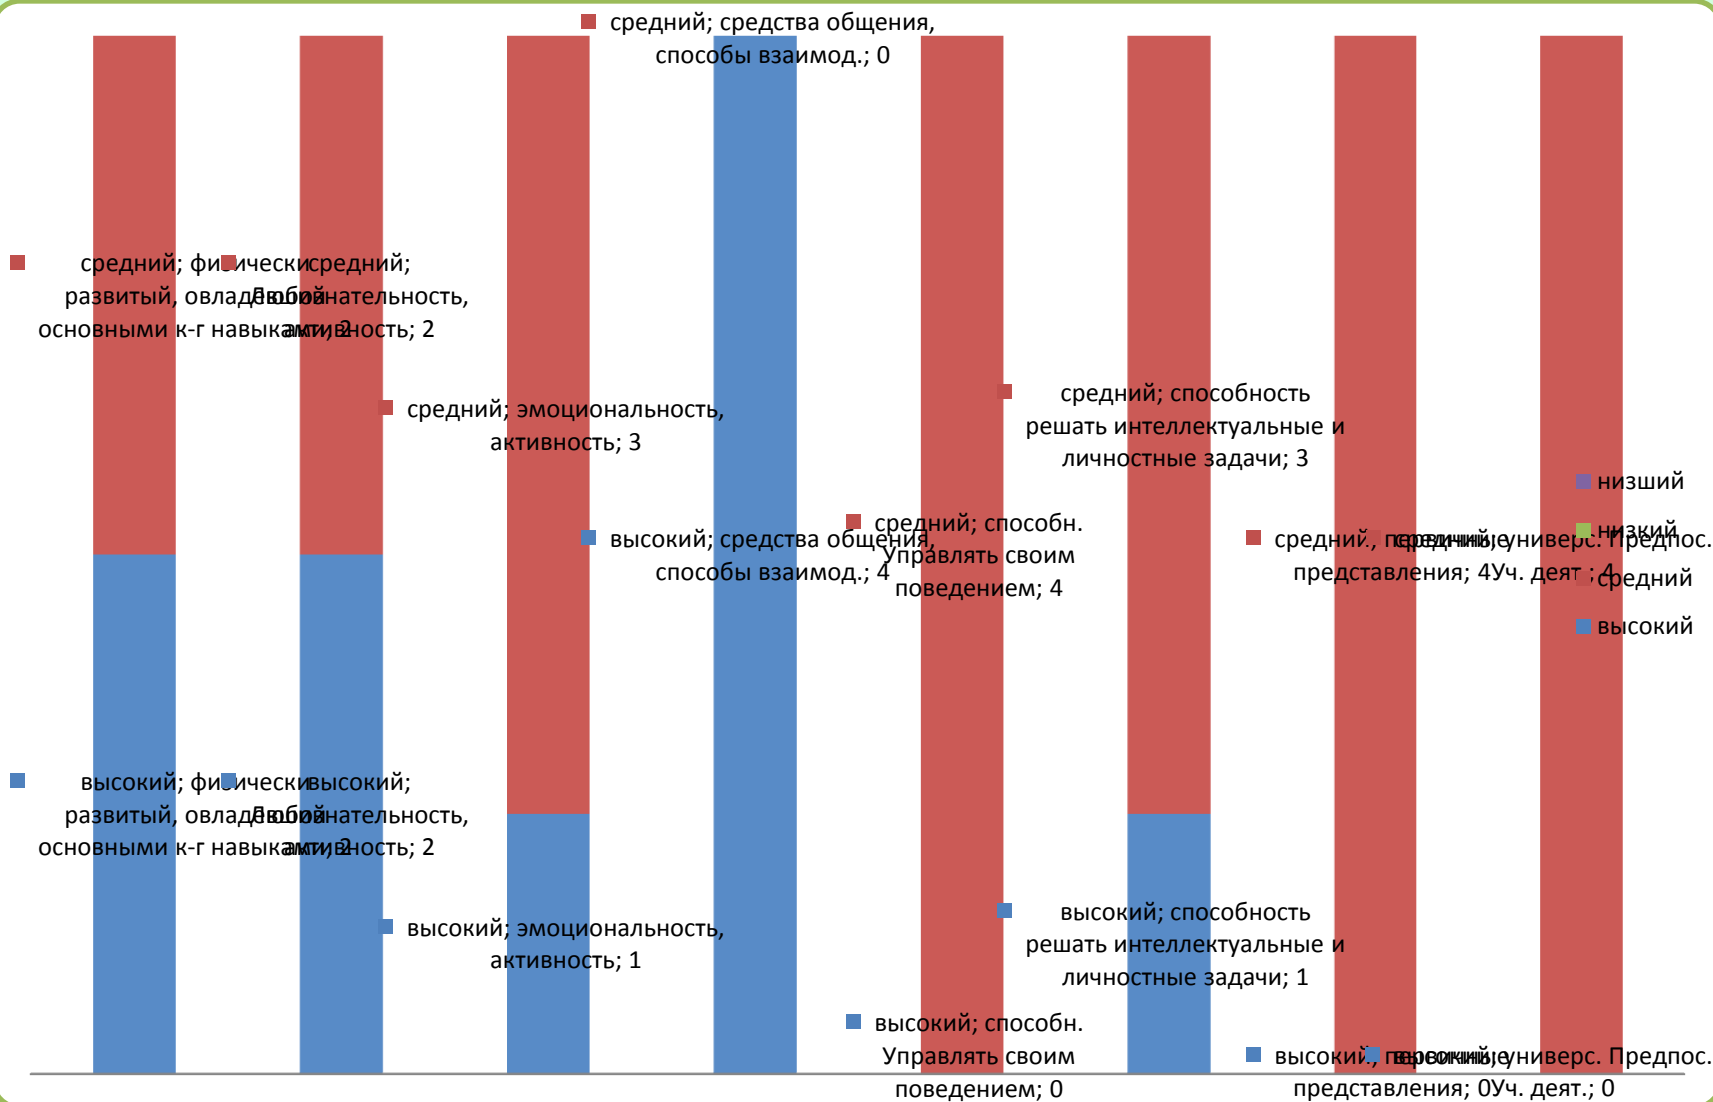 средний; средства общения,
способы взаимод.; 0
средний; физически
развитый, овладевший
основными к-г навыками; 2
средний;
Любознательность,
активность; 2
средний; эмоциональность,
активность; 3
средний; способность
решать интеллектуальные и
личностные задачи; 3
высокий; средства общения,
способы взаимод.; 4
средний; способн.
Управлять своим
поведением; 4
средний; первичные
представления; 4
средний; универс. Предпос.
Уч. деят.; 4
низший
низкий
средний
высокий
высокий; физически
развитый, овладевший
основными к-г навыками; 2
высокий;
Любознательность,
активность; 2
высокий; эмоциональность,
активность; 1
высокий; способность
решать интеллектуальные и
личностные задачи; 1
высокий; способн.
Управлять своим
поведением; 0
высокий; первичные
представления; 0
высокий; универс. Предпос.
Уч. деят.; 0